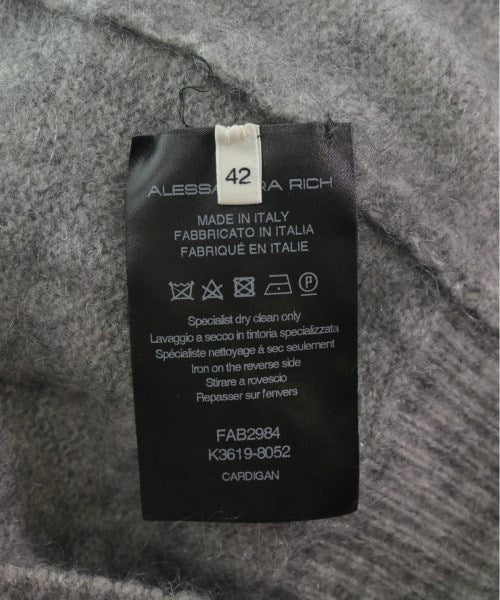 42
ALESSA RA RICH
MADE IN ITALY
FABBRICATO IN ITALIA
FABRIQUÉ EN ITALIE
P
Specialist dry clean only
Lavaggio a secco in tintoria specializzata
Spécialiste nettoyage á sec seulement
Iron on the reverse side
Stirare a rovescio
Repasser sur l'envers
FAB2984
K3619-8052
CARDIGAN